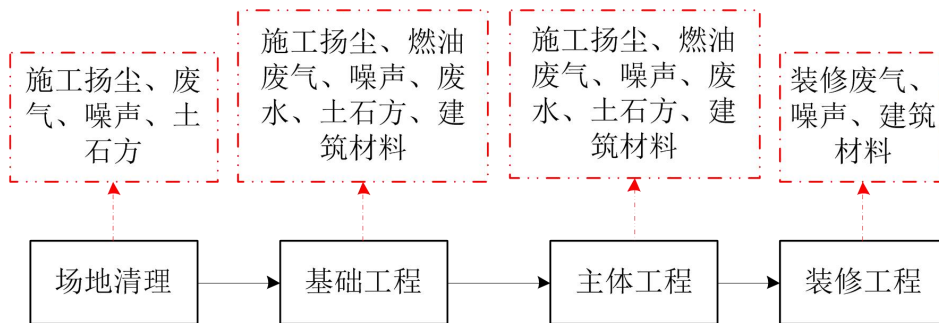 施工扬尘、废
气、噪声、土
石方
施工扬尘、燃油
废气、噪声、废
水、土石方、建
筑材料
施工扬尘、燃油
废气、噪声、废
水、土石方、建
筑材料
装修废气、
噪声、建筑
材料
场地清理
基础工程
主体工程
装修工程